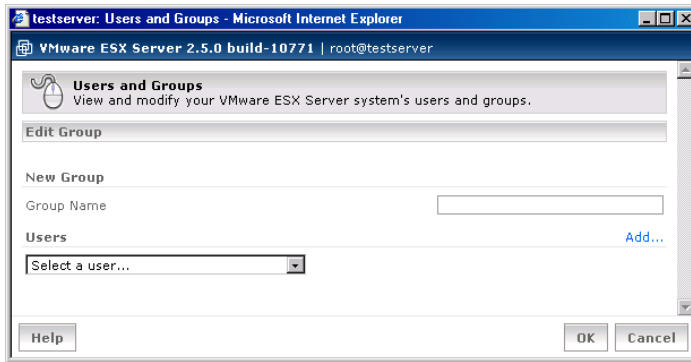 testserver: Users and Groups - Microsoft Internet Explorer
VMware ESX Server 2.5.0 build-10771 | root@testserver
Users and Groups
View and modify your VMware ESX Server system's users and groups.
Edit Group
New Group
Group Name
Users Add...
Select a user...
Help OK Cancel